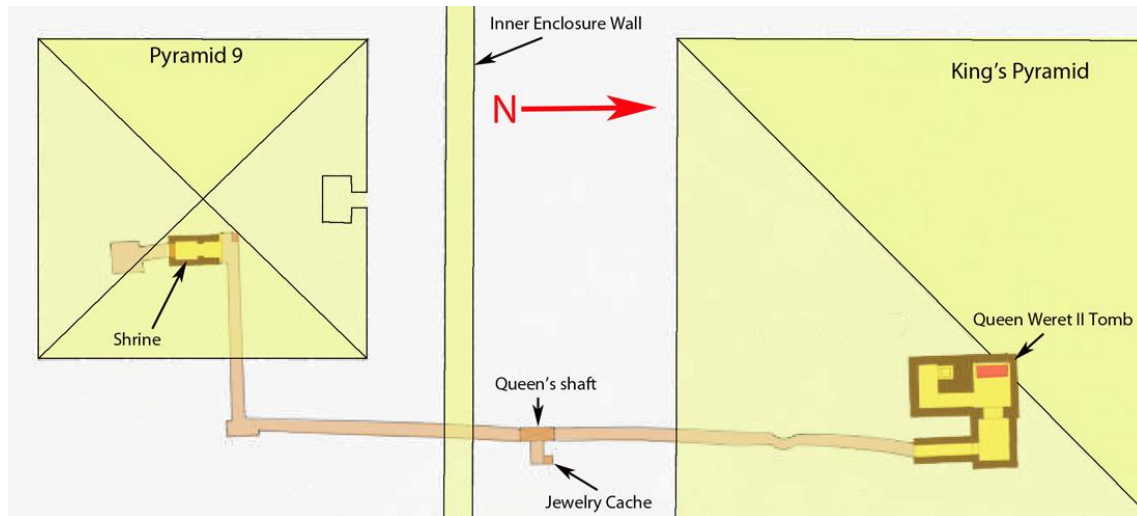 Inner Enclosure Wall
Pyramid 9
King's Pyramid
N
Queen Weret II Tomb
Shrine
Queen's shaft
Jewelry Cache